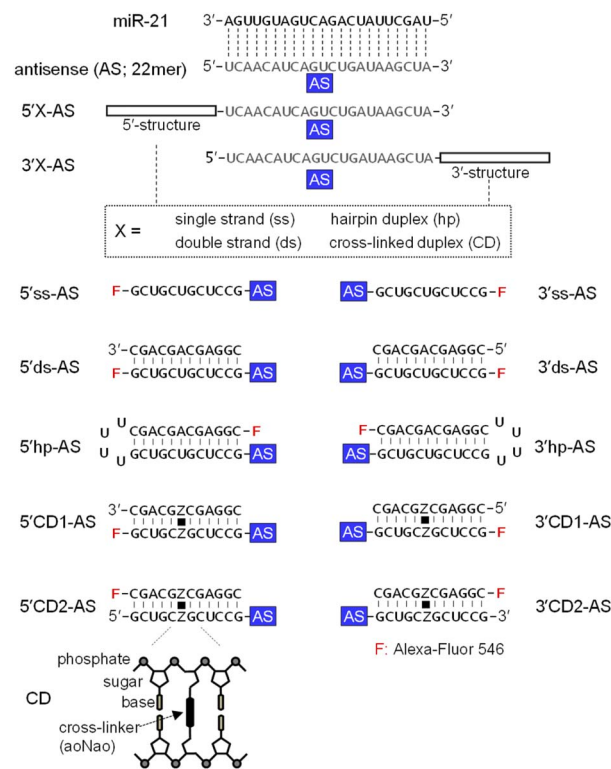 miR-21 3′-AGUUGUAGUCAGACUAUUCGAU-5′
antisense (AS; 22mer) 5′-UCAACAUCAGUCUGAUAAGCUA-3′
AS
5′X-AS UCAACAUCAGUCUGAUAAGCUA-3′
5′-structure AS
3′X-AS 5′-UCAACAUCAGUCUGAUAAGCUA
AS 3′-structure
X = single strand (ss) hairpin duplex (hp)
double strand (ds) cross-linked duplex (CD)
5′ss-AS F-GCUGCUGCUCCG-AS AS-GCUGCUGCUCCG-F 3′ss-AS
3′-CGACGACGAGGC CGACGACGAGGC-5′
5′ds-AS F-GCUGCUGCUCCG-AS AS-GCUGCUGCUCCG-F 3′ds-AS
U U CGACGACGAGGC-F F-CGACGACGAGGC U U
5′hp-AS U U GCUGCUGCUCCG-AS AS-GCUGCUGCUCCG U U 3′hp-AS
3′-CGACGZCGAGGC CGACGZCGAGGC-5′
5′CD1-AS F-GCUGCZGCUCCG-AS AS-GCUGCZGCUCCG-F 3′CD1-AS
F-CGACGZCGAGGC CGACGZCGAGGC-F
5′CD2-AS 5′-GCUGCZGCUCCG-AS AS-GCUGCZGCUCCG-3′ 3′CD2-AS
F: Alexa-Fluor 546
phosphate
sugar
base
CD
cross-linker
(aoNao)